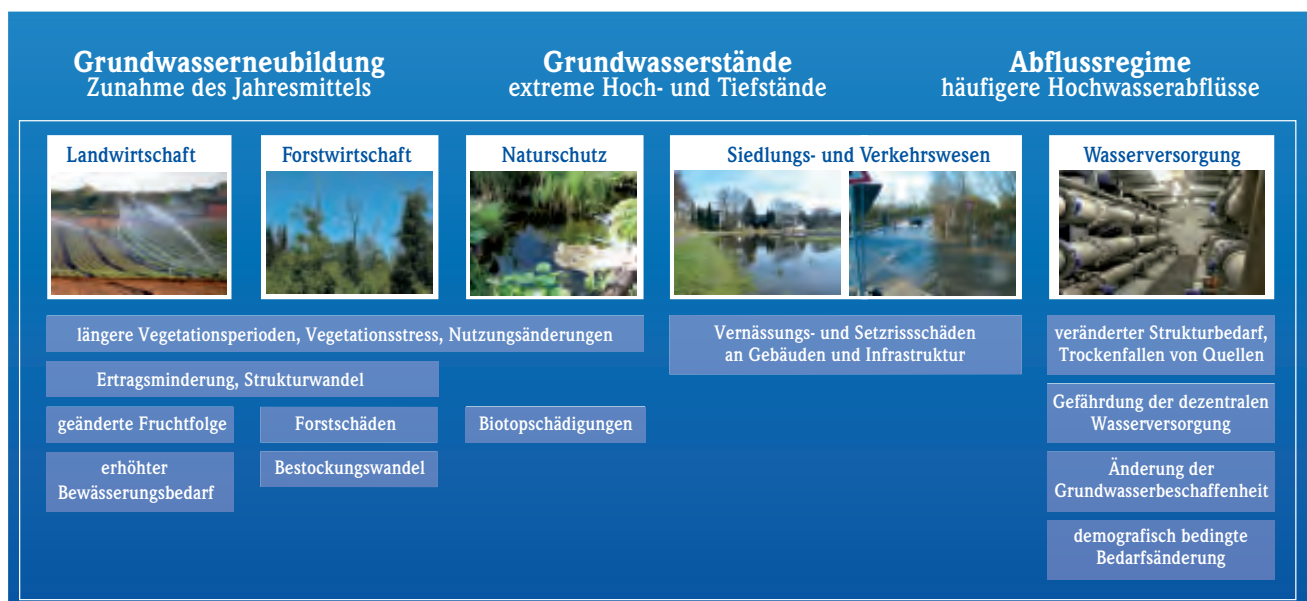 Grundwasserneubildung
Zunahme des Jahresmittels
Grundwasserstände
extreme Hoch- und Tiefstände
Abflussregime
häufigere Hochwasserabflüsse
Landwirtschaft
Forstwirtschaft
Naturschutz
Siedlungs- und Verkehrswesen
Wasserversorgung
längere Vegetationsperioden, Vegetationsstress, Nutzungsänderungen
Vernässungs- und Setzrissschäden
an Gebäuden und Infrastruktur
veränderter Strukturbedarf,
Trockenfallen von Quellen
Ertragsminderung, Strukturwandel
Gefährdung der dezentralen
Wasserversorgung
geänderte Fruchtfolge
Forstschäden
Biotopschädigungen
erhöhter
Bewässerungsbedarf
Bestockungswandel
Änderung der
Grundwasserbeschaffenheit
demografisch bedingte
Bedarfsänderung